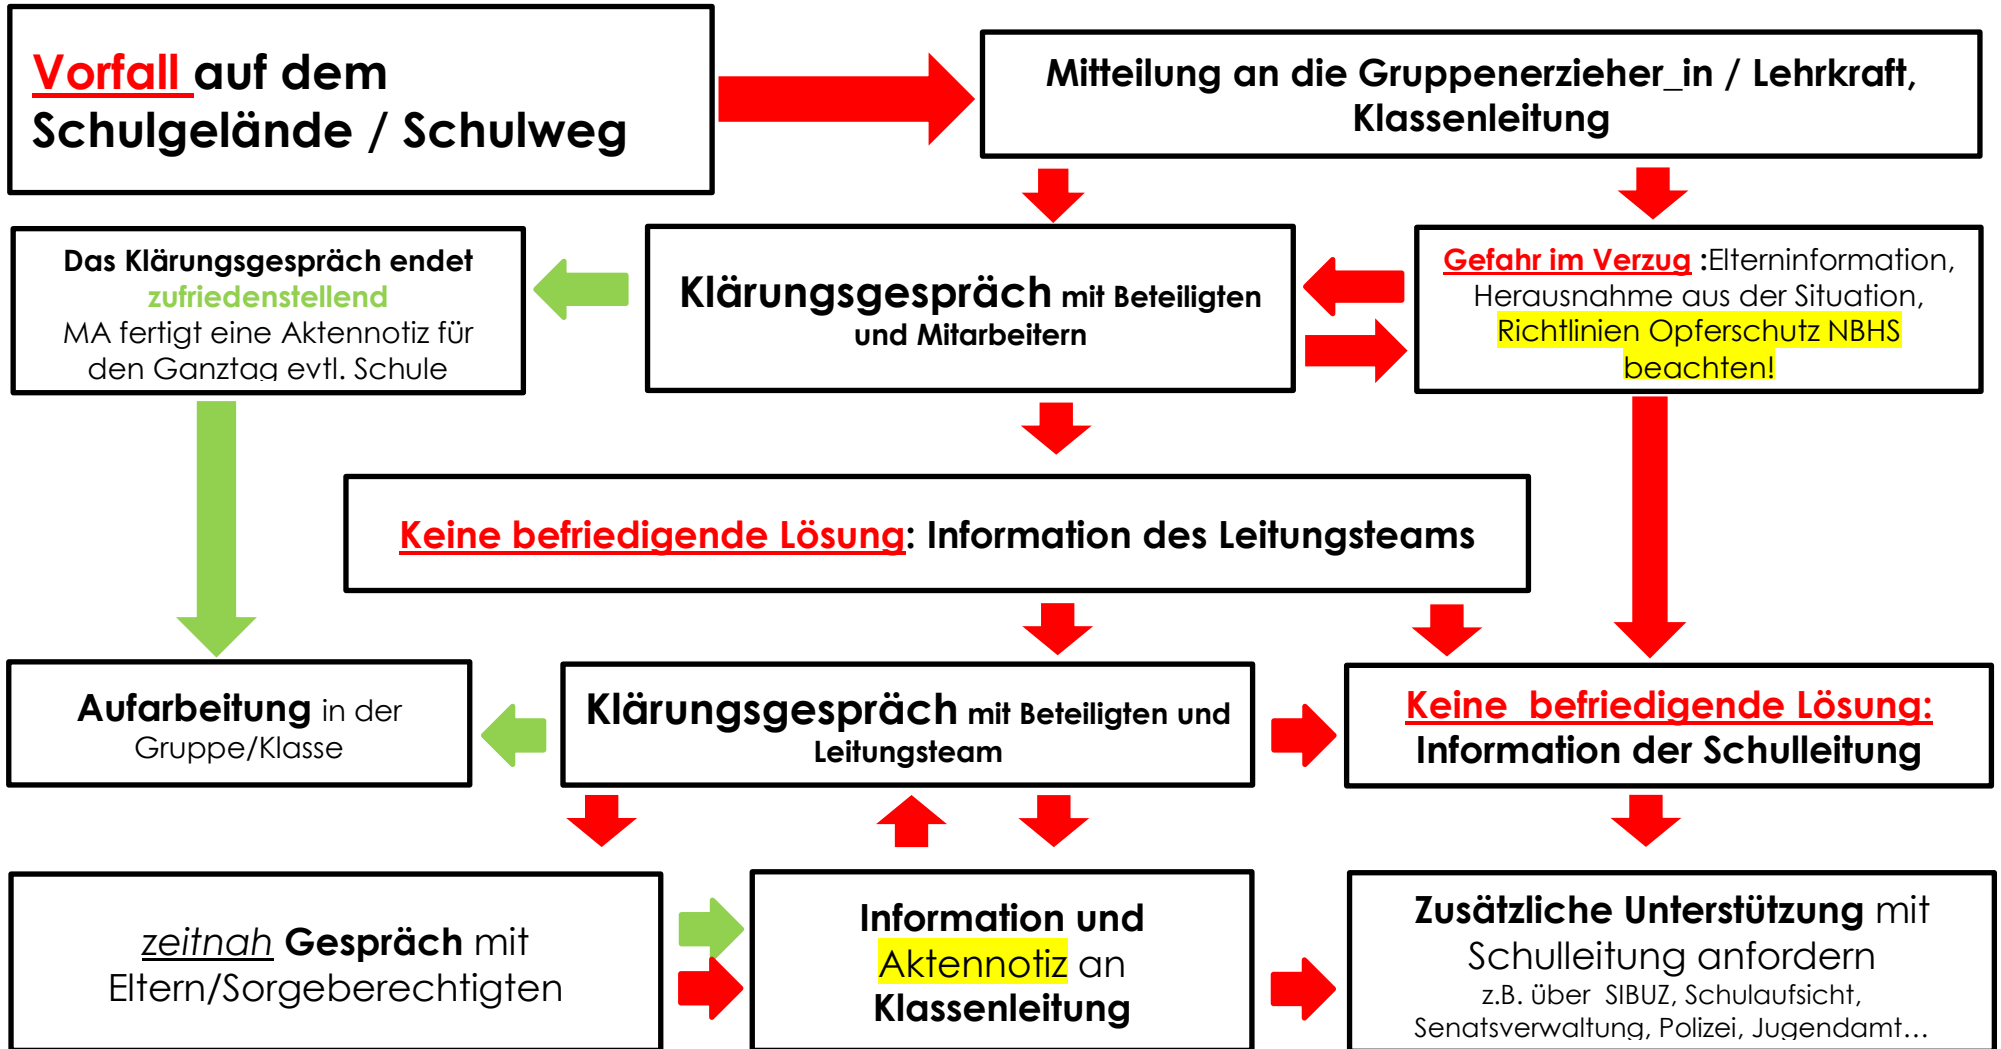 Vorfall auf dem
Schulgelände / Schulweg
Mitteilung an die Gruppenerzieher_in / Lehrkraft,
Klassenleitung
Das Klärungsgespräch endet
zufriedenstellend
MA fertigt eine Aktennotiz für
den Ganztag evtl. Schule
Klärungsgespräch mit Beteiligten
und Mitarbeitern
Gefahr im Verzug :Elterninformation,
Herausnahme aus der Situation,
Richtlinien Opferschutz NBHS
beachten!
Keine befriedigende Lösung: Information des Leitungsteams
Aufarbeitung in der
Gruppe/Klasse
Klärungsgespräch mit Beteiligten und
Leitungsteam
Keine befriedigende Lösung:
Information der Schulleitung
zeitnah Gespräch mit
Eltern/Sorgeberechtigten
Information und
Aktennotiz an
Klassenleitung
Zusätzliche Unterstützung mit
Schulleitung anfordern
z.B. über SIBUZ, Schulaufsicht,
Senatsverwaltung, Polizei, Jugendamt…